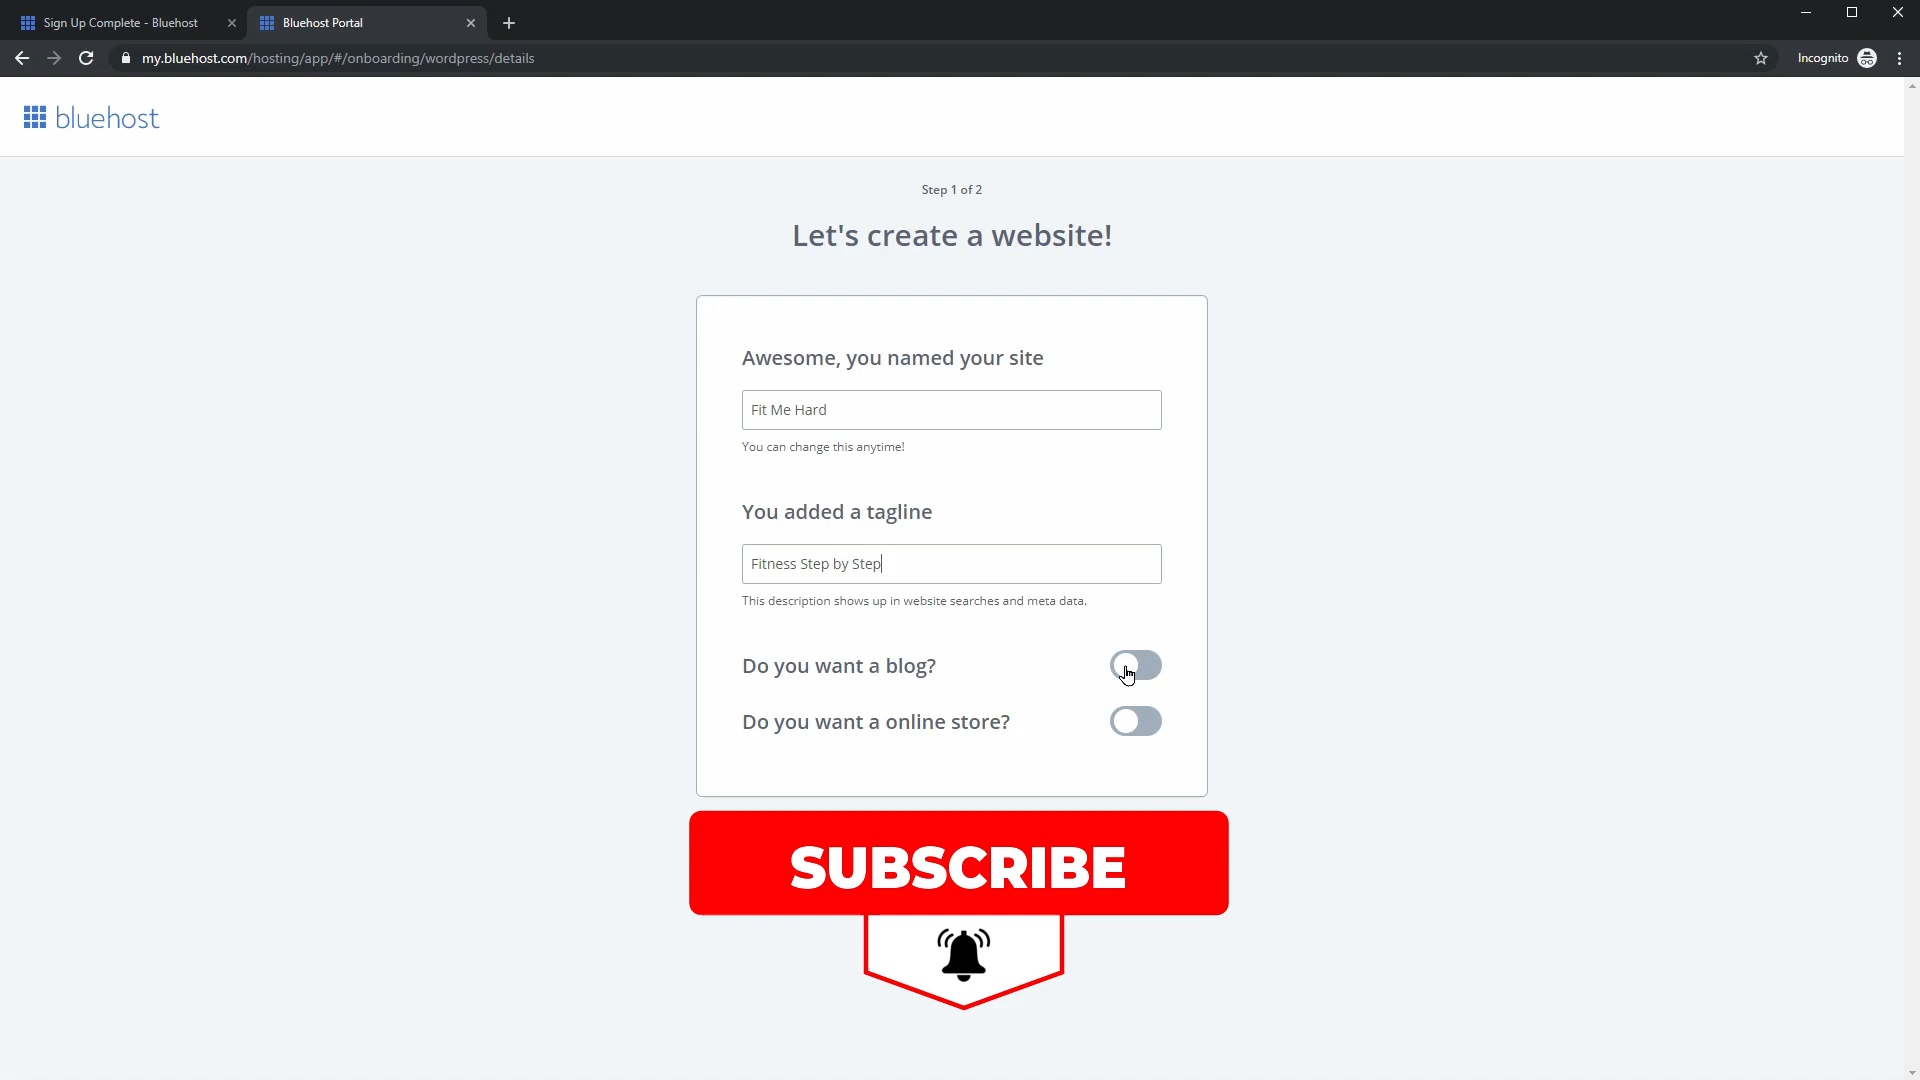 Sign Up Complete - Bluehost
Bluehost Portal
my.bluehost.com/hosting/app/#/onboarding/wordpress/details
Incognito
bluehost
Step 1 of 2
Let's create a website!
Awesome, you named your site
Fit Me Hard
You can change this anytime!
You added a tagline
Fitness Step by Step
This description shows up in website searches and meta data.
Do you want a blog?
Do you want a online store?
SUBSCRIBE